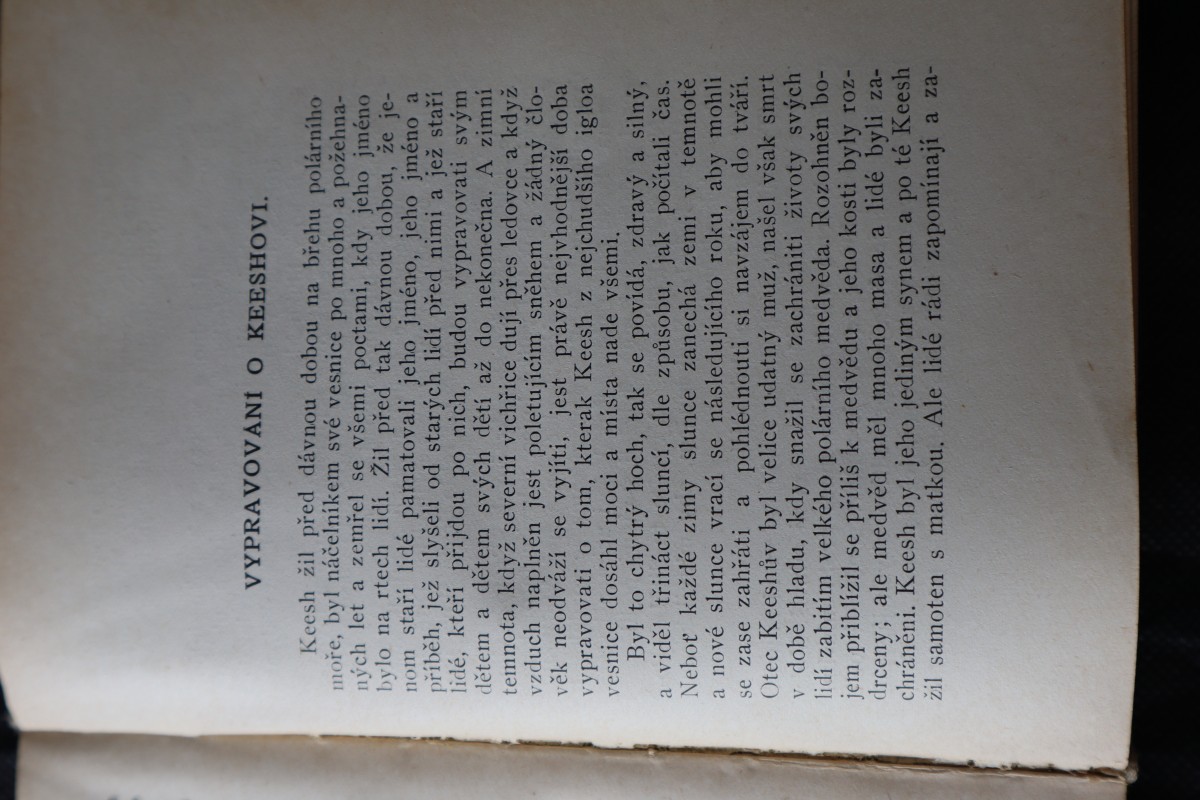 VYPRAVOVANÍ O KEESHOVI.
Keesh žil před dávnou dobou na břehu polárního
moře, byl náčelníkem své vesnice po mnoho a požehna-
ných let a zemřel se všemi poctami, kdy jeho jméno
bylo na rtech lidí. Žil před tak dávnou dobou, že je-
nom staří lidé pamatovali jeho jméno, jeho jméno a
příběh, jež slyšeli od starých lidí před nimi a jež staří
lidé, kteří přijdou po nich, budou vypravovati svým
dětem a dětem svých dětí až do nekonečna. A zimní
temnota, když severní vichřice dují přes ledovce a když
vzduch naplněn jest poletujícím sněhem a žádný člo-
věk neodváží se vyjíti, jest právě nejvhodnější doba
vypravovati o tom, kterak Keesh z nejchudšího igloa
vesnice dosáhl moci a místa nade všemi.
Byl to chytrý hoch, tak se povídá, zdravý a silný,
a viděl třináct sluncí, dle způsobu, jak počítali čas.
Neboť každé zimy slunce zanechá zemi v temnotě
a nové slunce vrací se následujícího roku, aby mohli
se zase zahřáti a pohlédnouti si navzájem do tváří.
Otec Keeshův byl velice udatný muž, našel však smrt
v době hladu, kdy snažil se zachrániti životy svých
lidí zabitím velkého polárního medvěda. Rozohněn bo-
jem přiblížil se příliš k medvědu a jeho kosti byly roz-
drceny; ale medvěd měl mnoho masa a lidé byli za-
chráněni. Keesh byl jeho jediným synem a po té Keesh
žil samoten s matkou. Ale lidé rádi zapomínají a za-